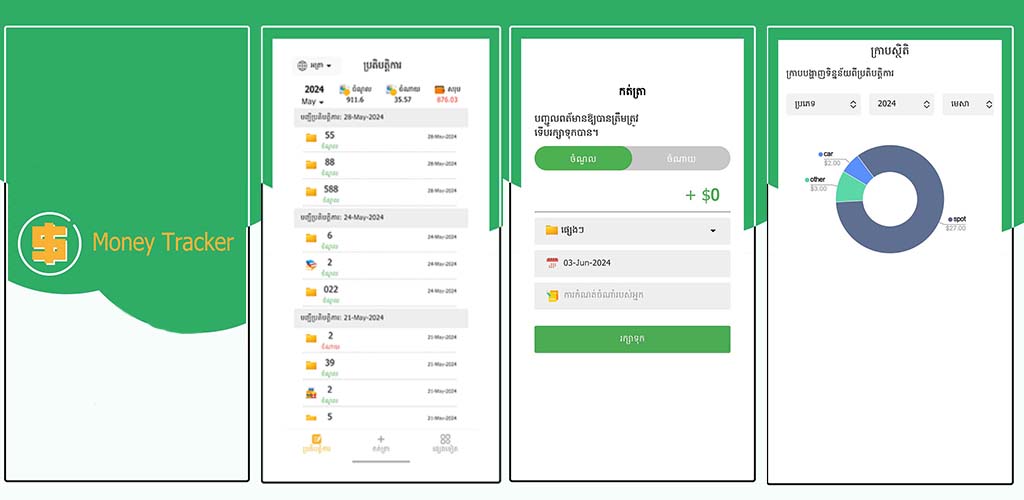 Money Tracker
អត្រា
ប្រតិបត្តិការ
2024
May
ចំណូល
911.6
ចំណាយ
35.57
សរុប
876.03
បញ្ជីប្រតិបត្តិការ: 28-May-2024
55
28-May-2024
ចំណូល
88
28-May-2024
ចំណូល
588
28-May-2024
ចំណូល
បញ្ជីប្រតិបត្តិការ: 24-May-2024
6
24-May-2024
ចំណូល
2
24-May-2024
ចំណូល
022
24-May-2024
ចំណូល
បញ្ជីប្រតិបត្តិការ: 21-May-2024
2
21-May-2024
ចំណាយ
39
21-May-2024
ចំណូល
2
21-May-2024
ចំណូល
5
21-May-2024
ប្រតិបត្តិការ
កត់ត្រា
ផ្សេងទៀត
កត់ត្រា
បញ្ចូលពត៌មានឱ្យបានត្រឹមត្រូវ
ទើបរក្សាទុកបាន។
ចំណូល
ចំណាយ
+ $0
ផ្សេងៗ
03-Jun-2024
ការកំណត់ចំណាំរបស់អ្នក
រក្សាទុក
ក្រាបស្ថិតិ
ក្រាបបង្ហាញទិន្នន័យពីប្រតិបត្តិការ
ប្រភេទ
2024
មេសា
car
$2.00
other
$3.00
spot
$27.00